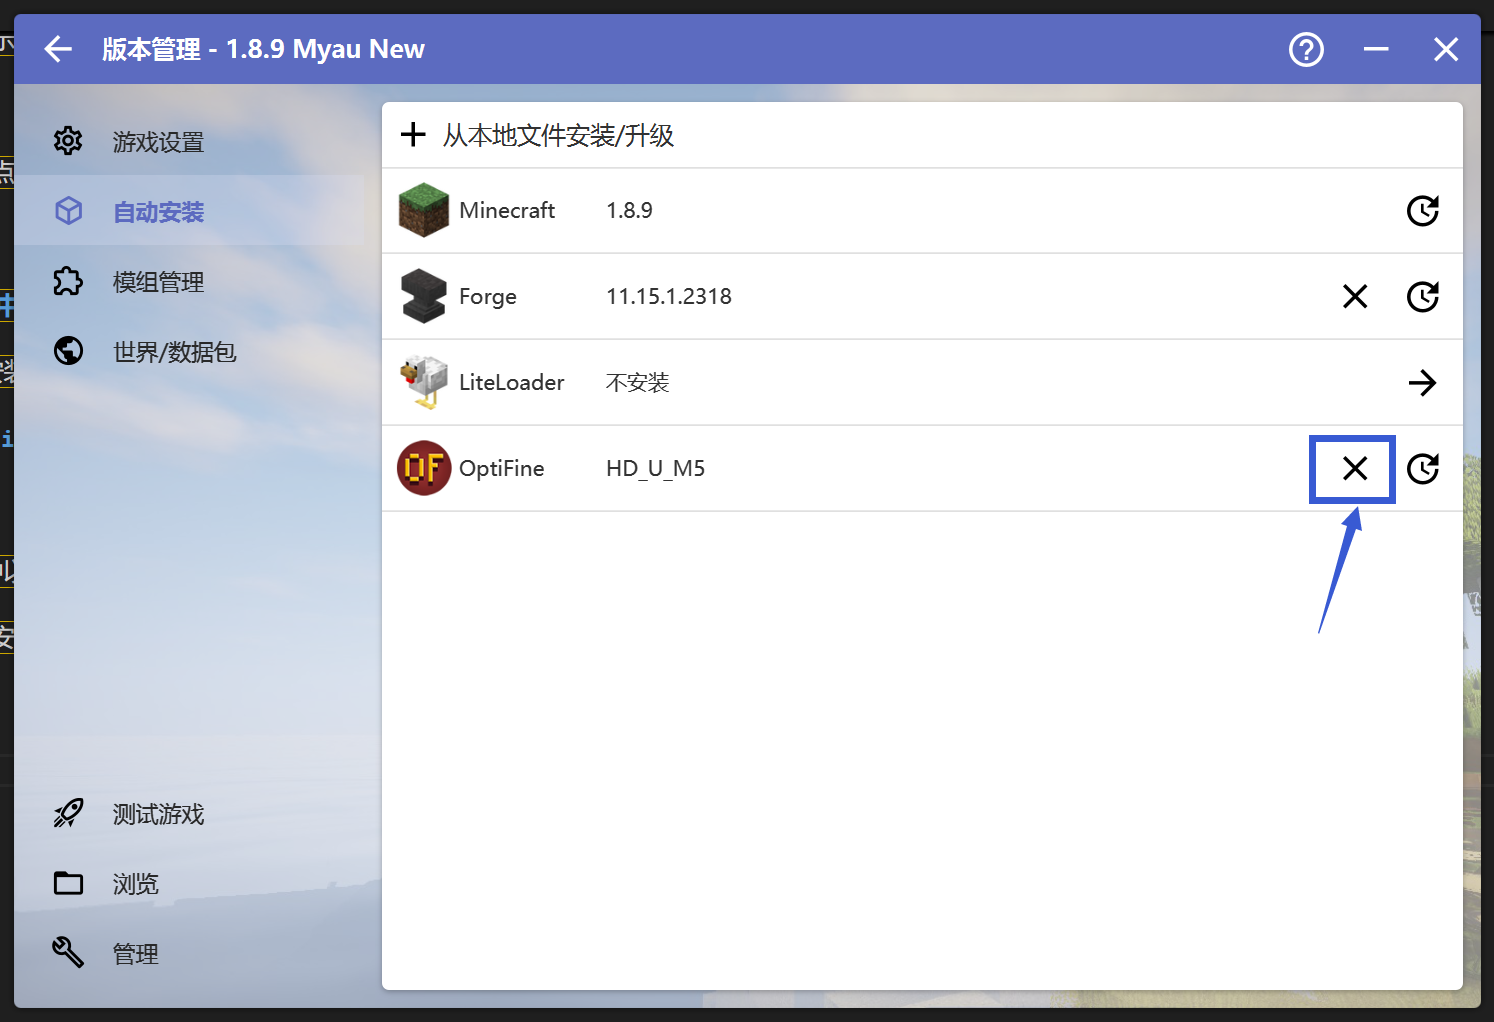 版本管理 - 1.8.9 Myau New
游戏设置
自动安装
模组管理
世界/数据包
测试游戏
浏览
管理
从本地文件安装/升级
Minecraft 1.8.9
Forge 11.15.1.2318
LiteLoader 不安装
OptiFine HD_U_M5